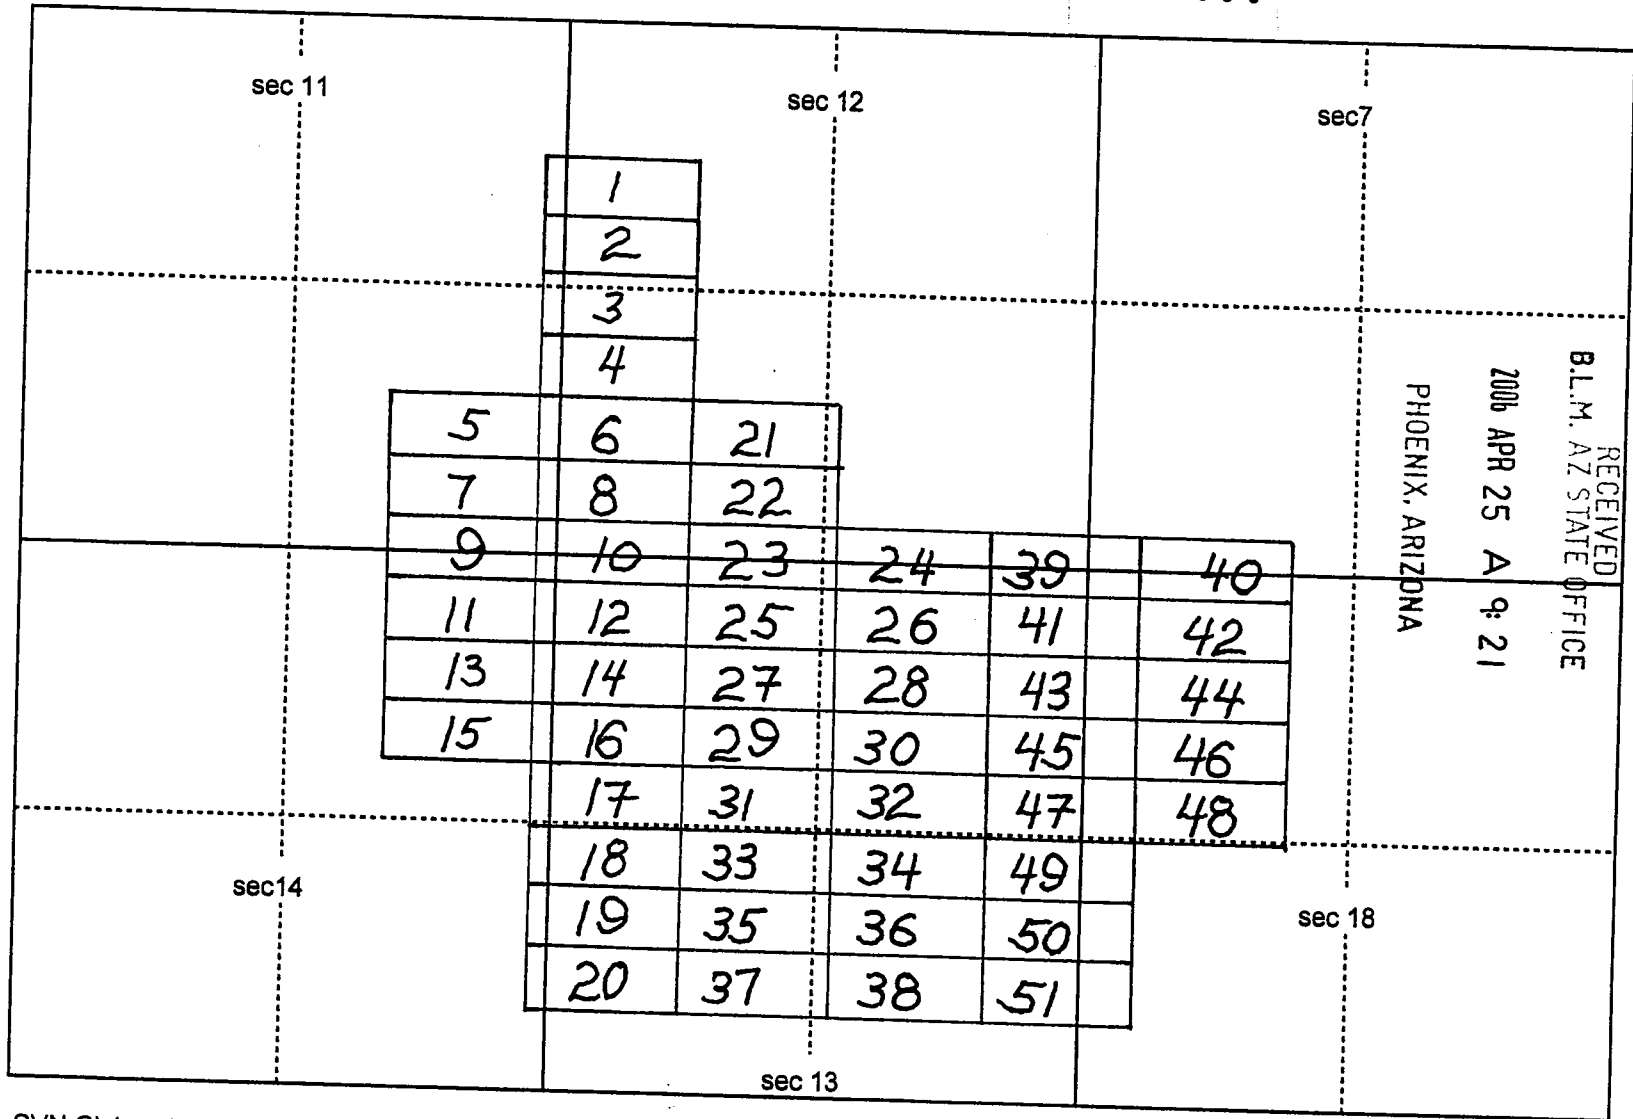 sec 11
sec 12
sec7
1
2
3
4
5 6 21
7 8 22
9 10 23 24 39 40
11 12 25 26 41 42
13 14 27 28 43 44
15 16 29 30 45 46
17 31 32 47 48
18 33 34 49
19 35 36 50
20 37 38 51
sec14
sec 18
sec 13
RECEIVED
B.L.M. AZ STATE OFFICE
2006 APR 25 A 9:21
PHOENIX, ARIZONA